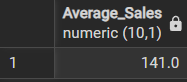 Average_Sales
numeric (10,1)
1 141.0